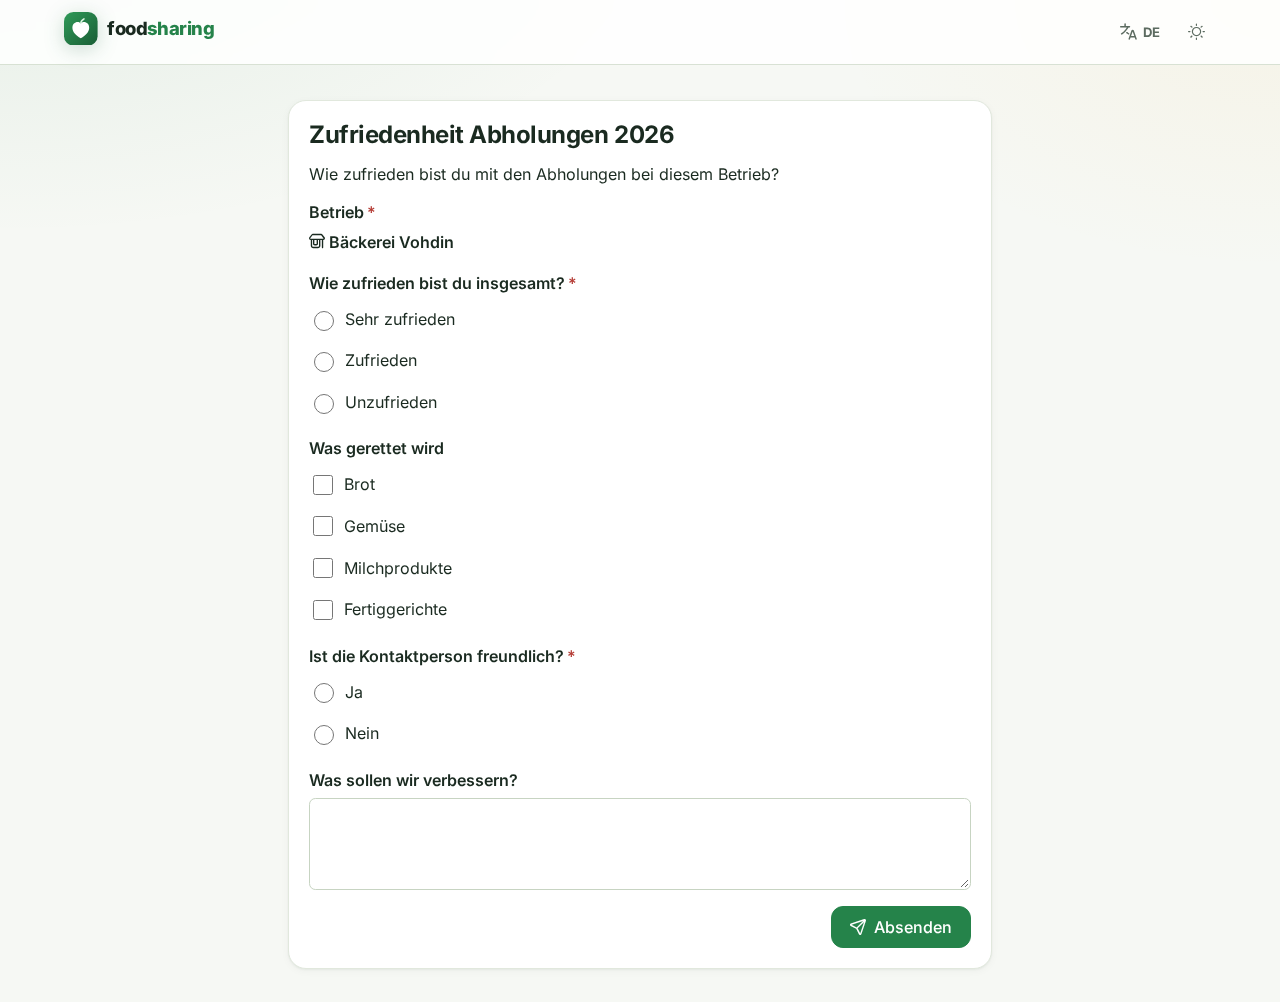 foodsharing
DE
Zufriedenheit Abholungen 2026
Wie zufrieden bist du mit den Abholungen bei diesem Betrieb?
Betrieb *
Bäckerei Vohdin
Wie zufrieden bist du insgesamt? *
Sehr zufrieden
Zufrieden
Unzufrieden
Was gerettet wird
Brot
Gemüse
Milchprodukte
Fertiggerichte
Ist die Kontaktperson freundlich? *
Ja
Nein
Was sollen wir verbessern?
Absenden